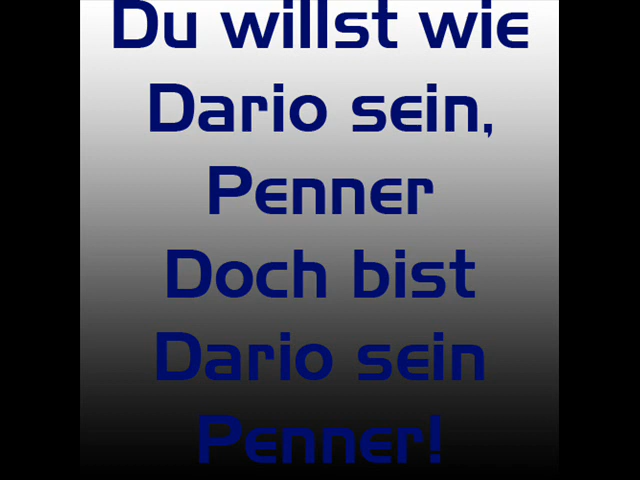 Du willst wie
Dario sein,
Penner
Doch bist
Dario sein
Penner!